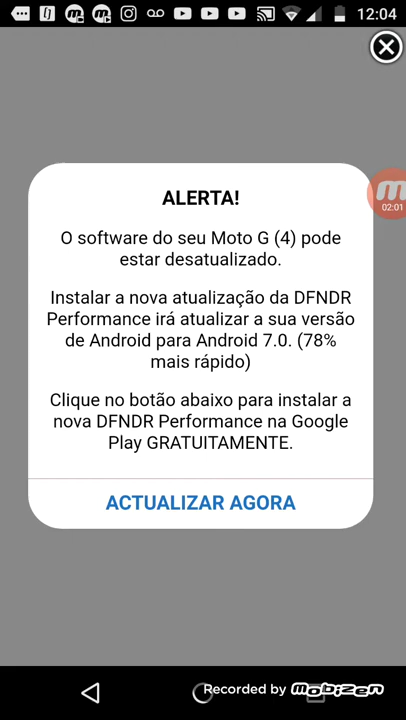 12:04
ALERTA!
O software do seu Moto G (4) pode
estar desatualizado.
Instalar a nova atualização da DFNDR
Performance irá atualizar a sua versão
de Android para Android 7.0. (78%
mais rápido)
Clique no botão abaixo para instalar a
nova DFNDR Performance na Google
Play GRATUITAMENTE.
ACTUALIZAR AGORA
02:01
Recorded by MOBIZEN